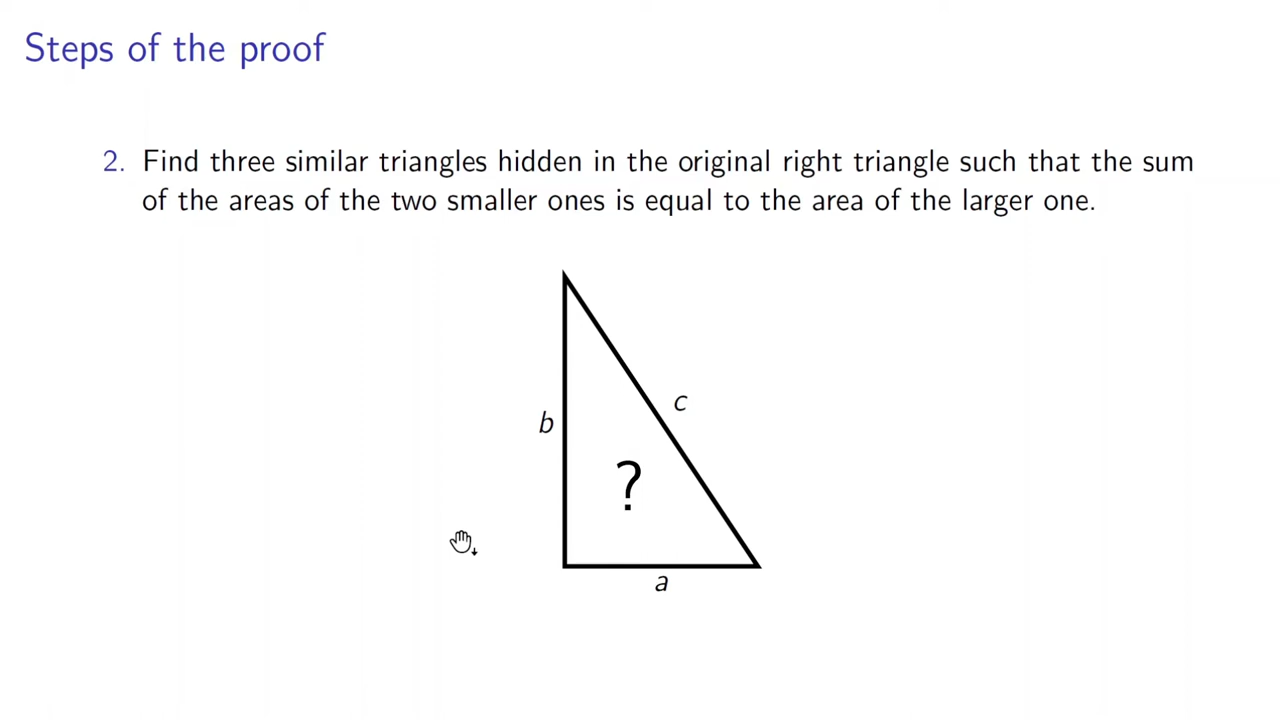 Steps of the proof
2. Find three similar triangles hidden in the original right triangle such that the sum
of the areas of the two smaller ones is equal to the area of the larger one.
c
b
?
a